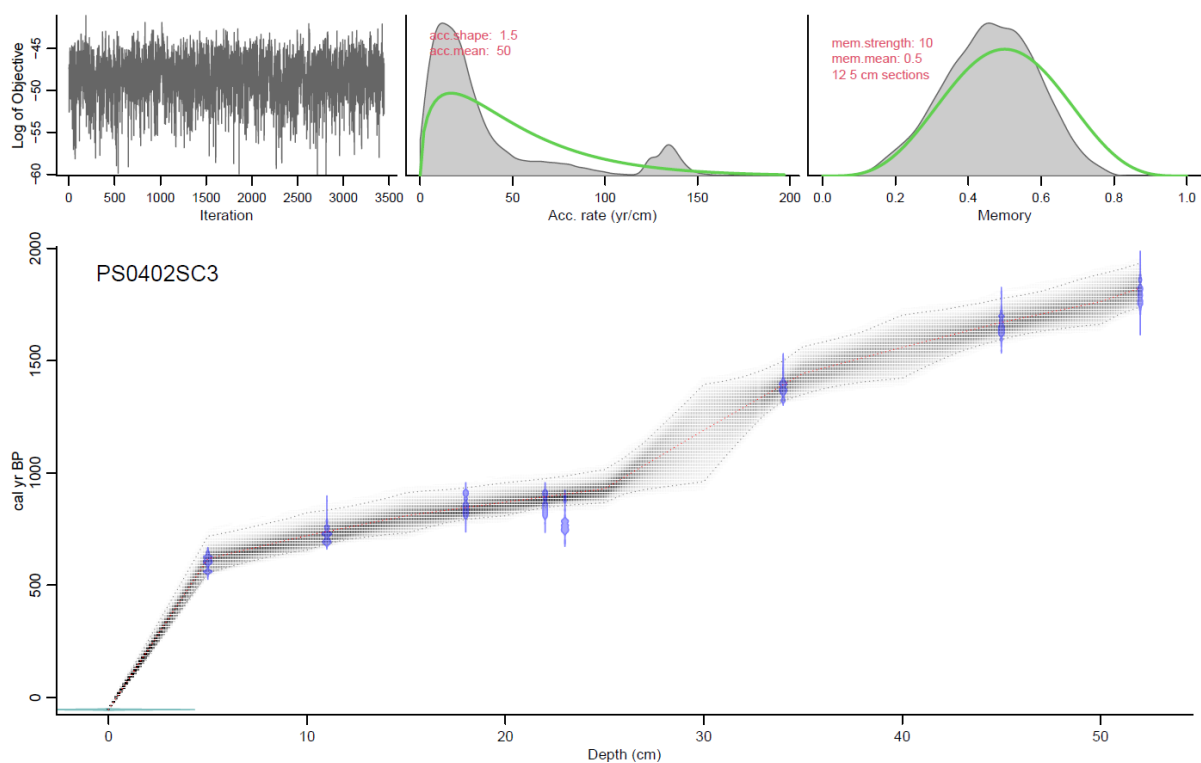 Log of Objective
-45
-50
-55
-60
0 500 1000 1500 2000 2500 3000 3500
Iteration
acc.shape: 1.5
acc.mean: 50
0 50 100 150 200
Acc. rate (yr/cm)
mem.strength: 10
mem.mean: 0.5
12 5 cm sections
0.0 0.2 0.4 0.6 0.8 1.0
Memory
PS0402SC3
cal yr BP
2000
1500
1000
500
0
0 10 20 30 40 50
Depth (cm)